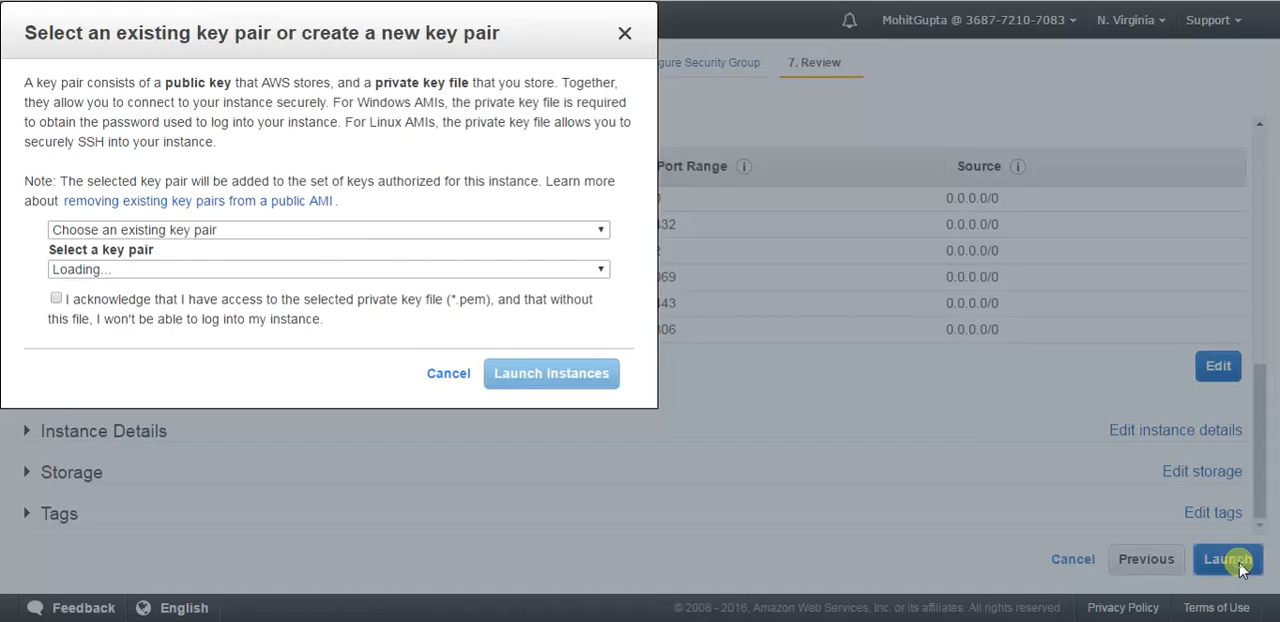 Select an existing key pair or create a new key pair
A key pair consists of a public key that AWS stores, and a private key file that you store. Together,
they allow you to connect to your instance securely. For Windows AMIs, the private key file is required
to obtain the password used to log into your instance. For Linux AMIs, the private key file allows you to
securely SSH into your instance.
Note: The selected key pair will be added to the set of keys authorized for this instance. Learn more
about removing existing key pairs from a public AMI.
Choose an existing key pair
Select a key pair
Loading...
I acknowledge that I have access to the selected private key file (*.pem), and that without
this file, I won't be able to log into my instance.
Cancel Launch Instances
MohitGupta @ 3687-7210-7083 N. Virginia Support
gure Security Group 7. Review
Port Range Source
0.0.0.0/0
432 0.0.0.0/0
0.0.0.0/0
069 0.0.0.0/0
443 0.0.0.0/0
306 0.0.0.0/0
Edit
Instance Details Edit instance details
Storage Edit storage
Tags Edit tags
Cancel Previous Launch
Feedback English © 2008 - 2016, Amazon Web Services, Inc. or its affiliates. All rights reserved. Privacy Policy Terms of Use